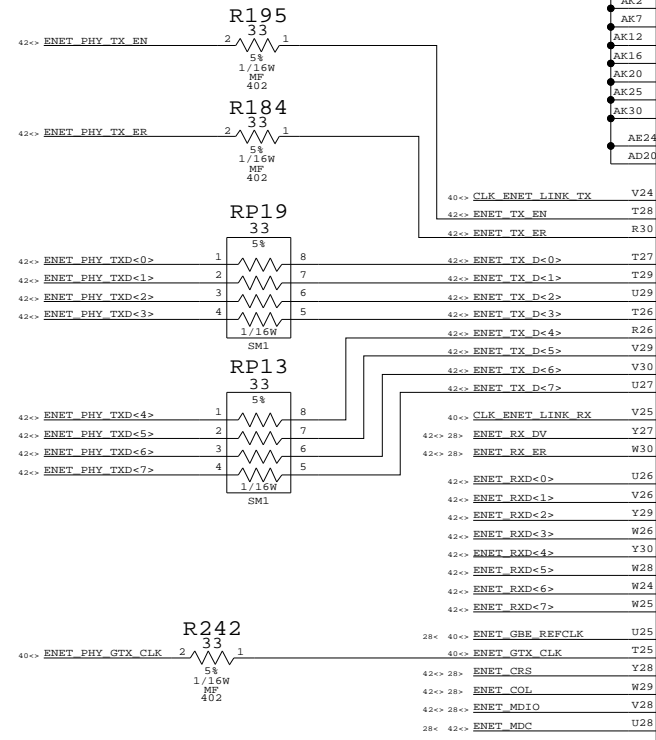 AK2
R195
33
AK7
42<> ENET_PHY_TX_EN 2 1
AK12
5%
1/16W
MF
402
AK16
AK20
AK25
R184
33
AK30
42<> ENET_PHY_TX_ER 2 1
5%
1/16W
MF
402
AE24
AD20
40<> CLK_ENET_LINK_TX V24
42<> ENET_TX_EN T28
42<> ENET_TX_ER R30
RP19
33
5%
42<> ENET_PHY_TXD<0> 1 8 42<> ENET_TX_D<0> T27
42<> ENET_PHY_TXD<1> 2 7 42<> ENET_TX_D<1> T29
42<> ENET_PHY_TXD<2> 3 6 42<> ENET_TX_D<2> U29
42<> ENET_PHY_TXD<3> 4 5 42<> ENET_TX_D<3> T26
1/16W
SM1
42<> ENET_TX_D<4> R26
42<> ENET_TX_D<5> V29
42<> ENET_TX_D<6> V30
42<> ENET_TX_D<7> U27
RP13
33
5%
42<> ENET_PHY_TXD<4> 1 8
42<> ENET_PHY_TXD<5> 2 7
42<> ENET_PHY_TXD<6> 3 6
42<> ENET_PHY_TXD<7> 4 5
1/16W
SM1
40<> CLK_ENET_LINK_RX V25
42<> 28> ENET_RX_DV Y27
42<> 28> ENET_RX_ER W30
42<> ENET_RXD<0> U26
42<> ENET_RXD<1> V26
42<> ENET_RXD<2> Y29
42<> ENET_RXD<3> W26
42<> ENET_RXD<4> Y30
42<> ENET_RXD<5> W28
42<> ENET_RXD<6> W24
42<> ENET_RXD<7> W25
28< 40<> ENET_GBE_REFCLK U25
R242
33
40<> ENET_PHY_GTX_CLK 2 1 40<> ENET_GTX_CLK T25
5%
1/16W
MF
402
42<> 28> ENET_CRS Y28
42<> 28> ENET_COL W29
42<> 28<> ENET_MDIO V28
28< 42<> ENET_MDC U28